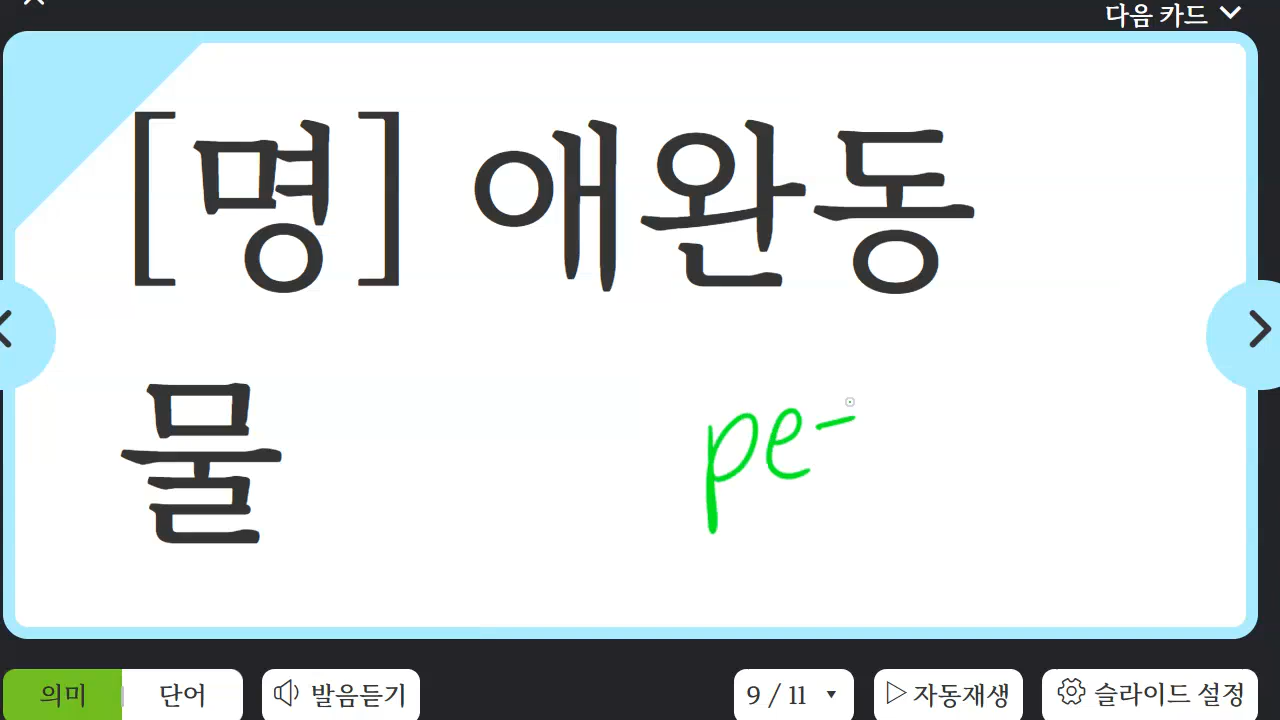 다음 카드
[명] 애완동
물
pe-
의미 단어 발음듣기 9 / 11 자동재생 슬라이드 설정